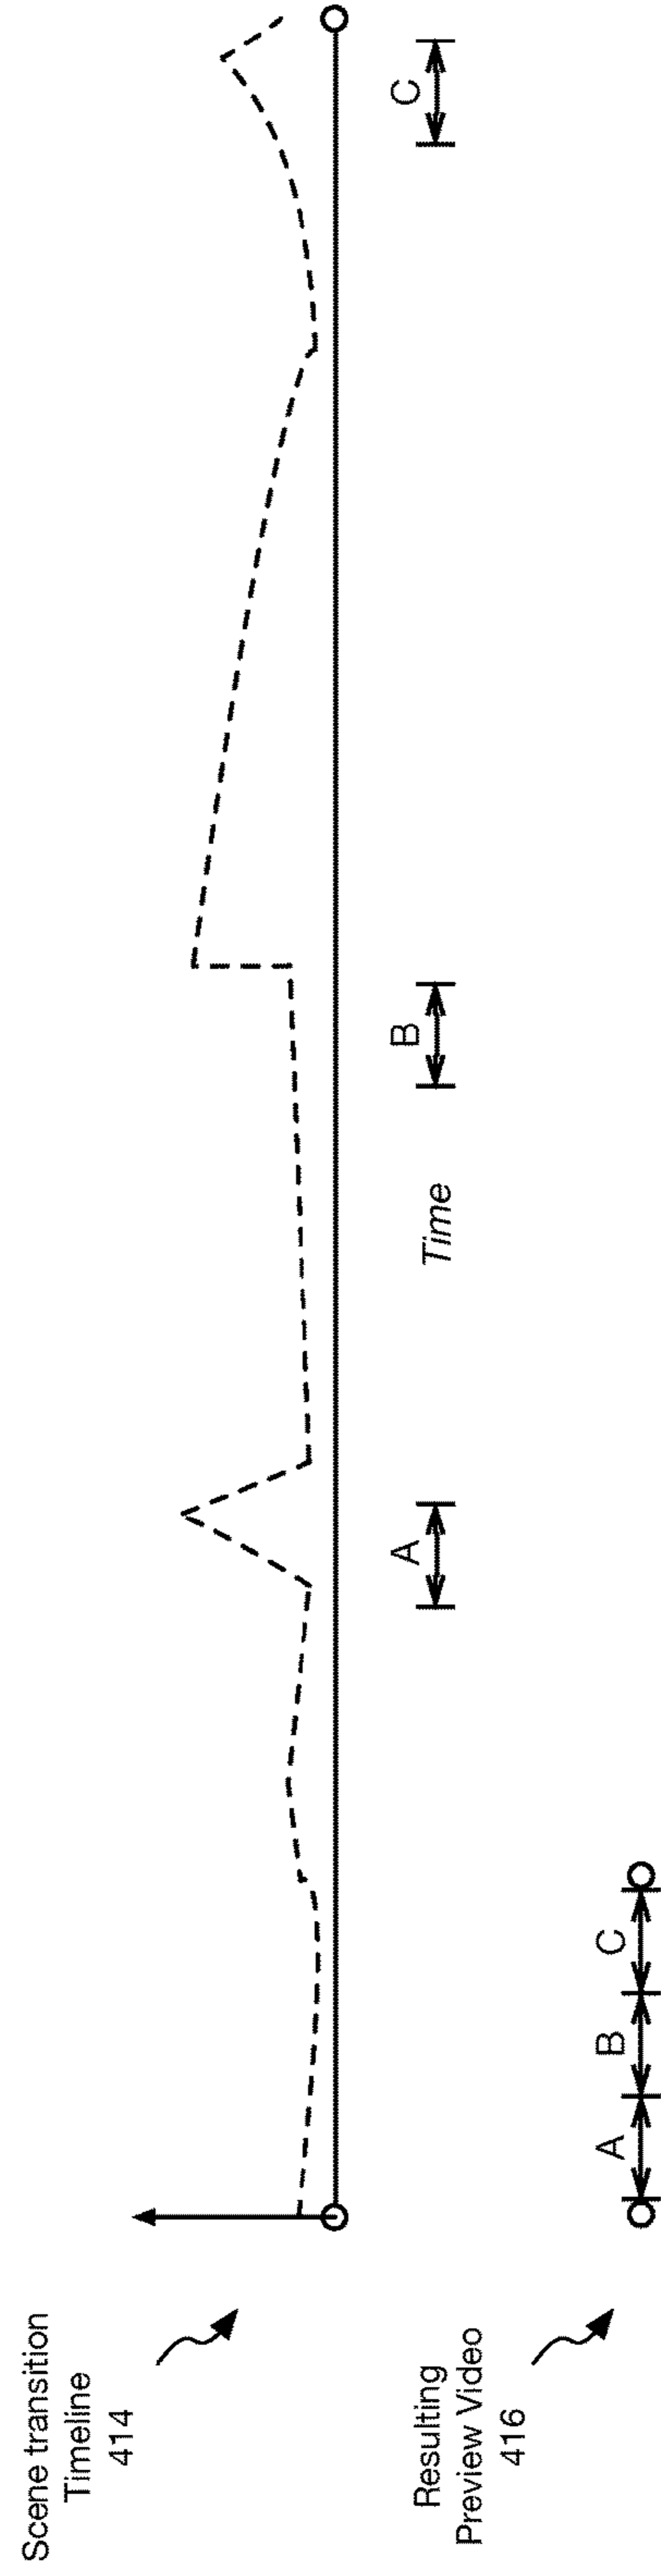 Scene transition
Timeline
414
A
Time
B
C
Resulting
Preview Video
416
A
B
C